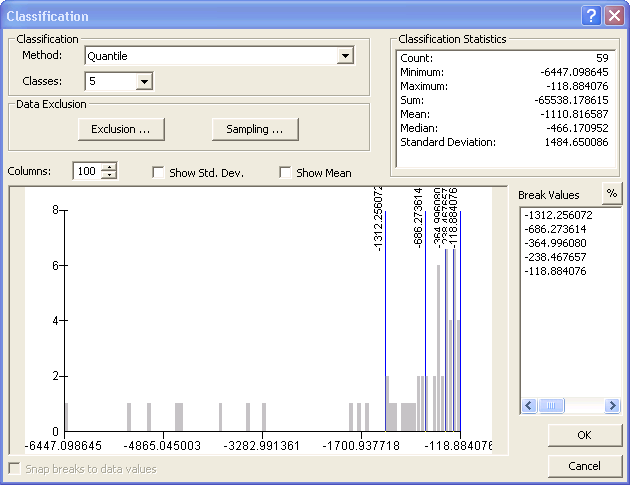 Classification
Classification
Method: Quantile
Classes: 5
Data Exclusion
Exclusion ... Sampling ...
Classification Statistics
Count: 59
Minimum: -6447.098645
Maximum: -118.884076
Sum: -65538.178615
Mean: -1110.816587
Median: -466.170952
Standard Deviation: 1484.650086
Columns: 100 Show Std. Dev. Show Mean
Break Values %
-1312.256072
-686.273614
-364.996080
-238.467657
-118.884076
-1312.256072
-686.273614
-364.996080
-238.467657
-118.884076
8
6
4
2
0
-6447.098645 -4865.045003 -3282.991361 -1700.937718 -118.884076
Snap breaks to data values
OK
Cancel